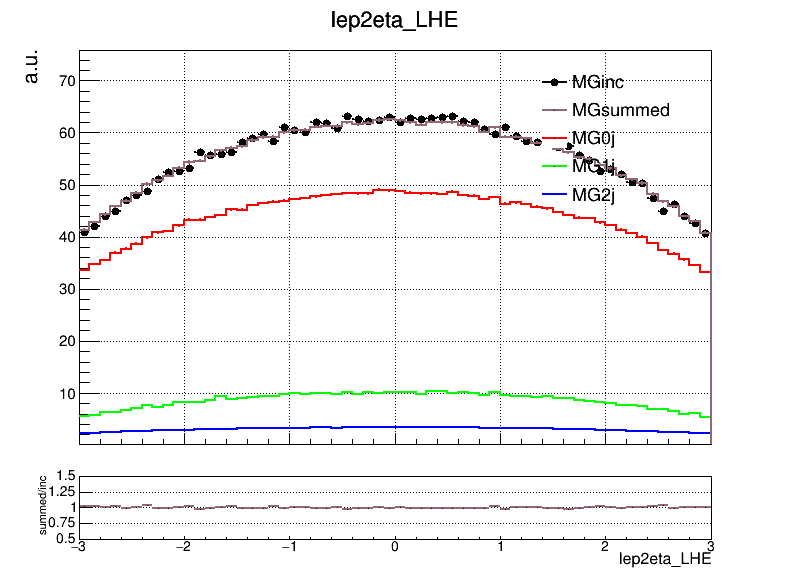 lep2eta_LHE
a.u.
70
60
50
40
30
20
10
MGinc
MGsummed
MG0j
MG1j
MG2j
summed/inc
1.5
1.25
1
0.75
0.5
−3 −2 −1 0 1 2 3
lep2eta_LHE